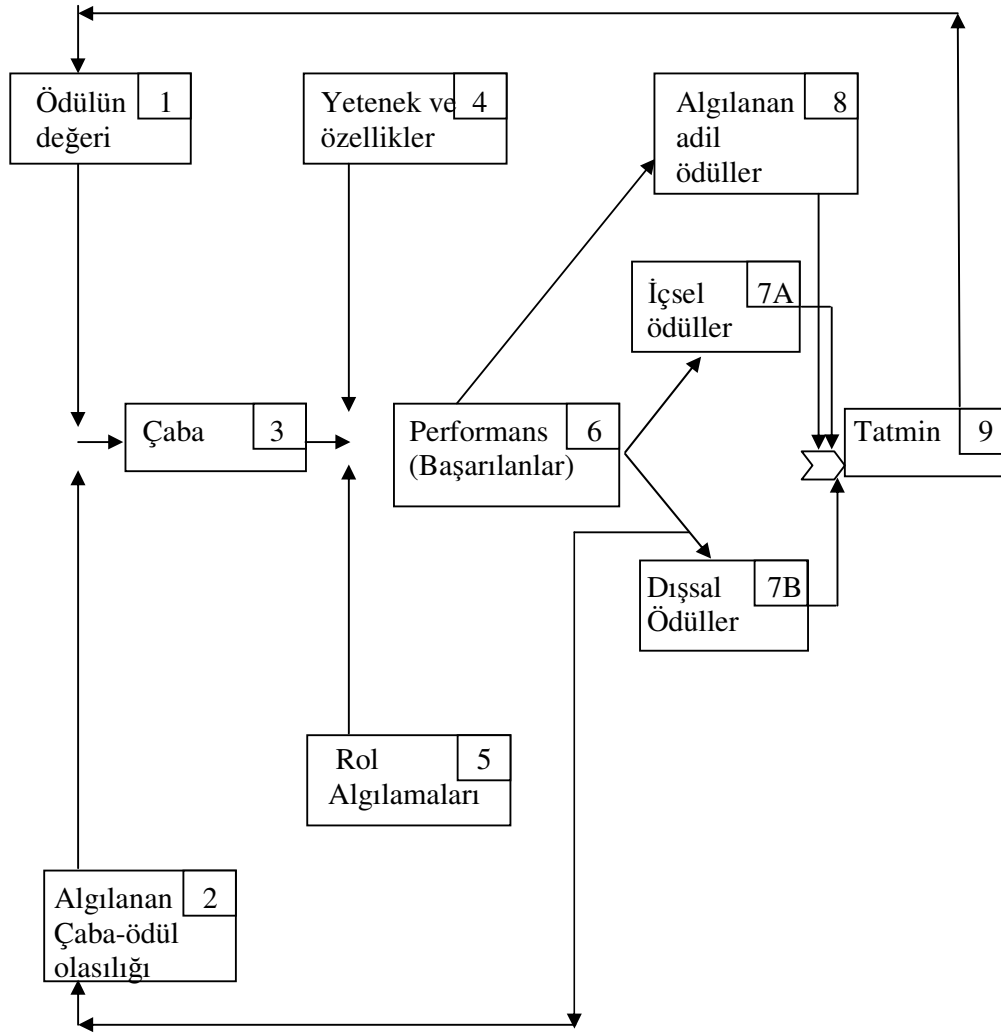 Ödülün
değeri
1
Yetenek ve
özellikler
4
Algılanan
adil
ödüller
8
İçsel
ödüller
7A
Çaba
3
Performans
(Başarılanlar)
6
Tatmin
9
Dışsal
Ödüller
7B
Rol
Algılamaları
5
Algılanan
Çaba-ödül
olasılığı
2